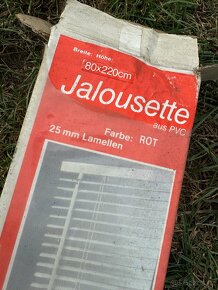 Breite: Höhe:
80x220cm
Jalousette
aus PVC
Farbe: ROT
25 mm Lamellen